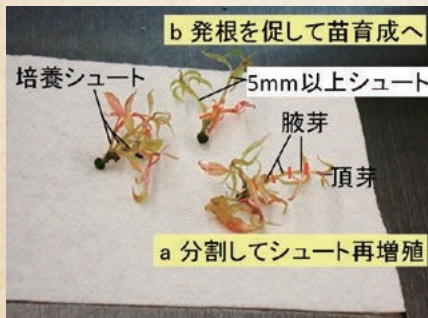 b 発根を促して苗育成へ
培養シュート
5mm以上シュート
腋芽
頂芽
a 分割してシュート再増殖